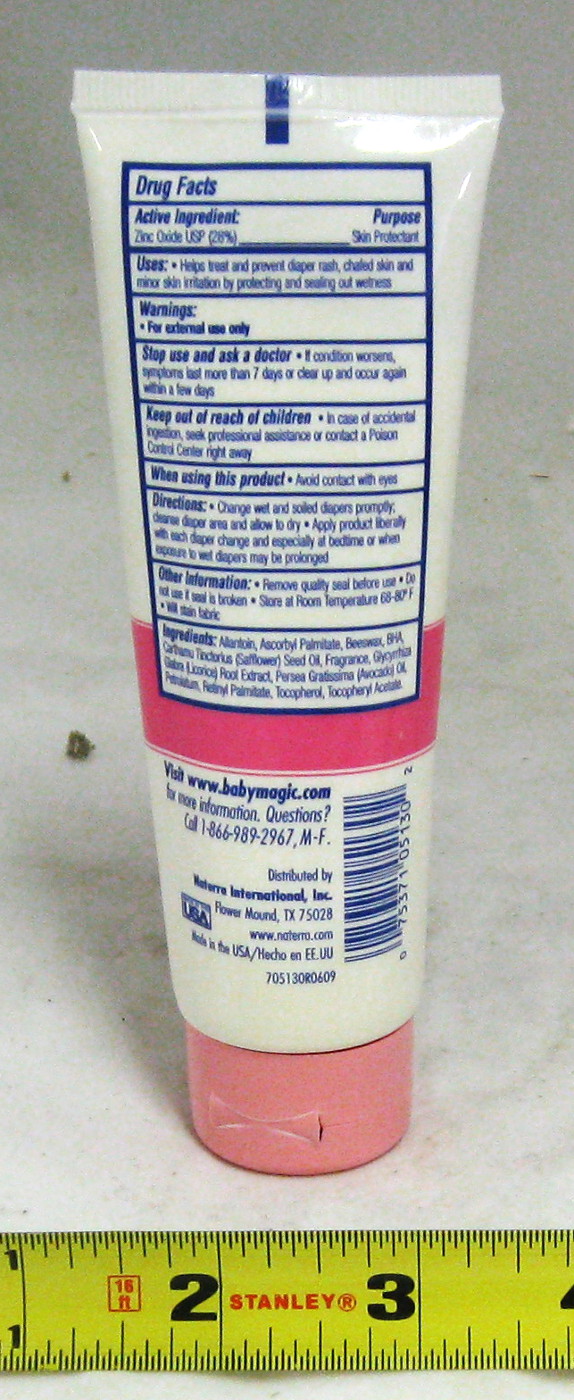 Drug Facts
Active Ingredient: Purpose
Zinc Oxide USP (28%) Skin Protectant
Uses: • Helps treat and prevent diaper rash, chafed skin and
minor skin irritation by protecting and sealing out wetness
Warnings:
• For external use only
Stop use and ask a doctor • If condition worsens,
symptoms last more than 7 days or clear up and occur again
within a few days
Keep out of reach of children • In case of accidental
ingestion, seek professional assistance or contact a Poison
Control Center right away
When using this product • Avoid contact with eyes
Directions: • Change wet and soiled diapers promptly;
cleanse diaper area and allow to dry • Apply product liberally
with each diaper change and especially at bedtime or when
exposure to wet diapers may be prolonged
Other Information: • Remove quality seal before use • Do
not use if seal is broken • Store at Room Temperature 68-80° F
• Will stain fabric
Ingredients: Allantoin, Ascorbyl Palmitate, Beeswax, BHA,
Carthamu Tinctorius (Safflower) Seed Oil, Fragrance, Glycyrrhiza
Glabra (Licorice) Root Extract, Persea Gratissima (Avocado) Oil,
Petrolatum, Retinyl Palmitate, Tocopherol, Tocopheryl Acetate.
Visit www.babymagic.com
for more information. Questions?
Call 1-866-989-2967, M-F.
Distributed by
Naterra International, Inc.
Flower Mound, TX 75028
USA
www.naterra.com
Made in the USA/Hecho en EE.UU
705130R0609
0 75371 05130 2
1 16 ft 2 STANLEY® 3 4
1